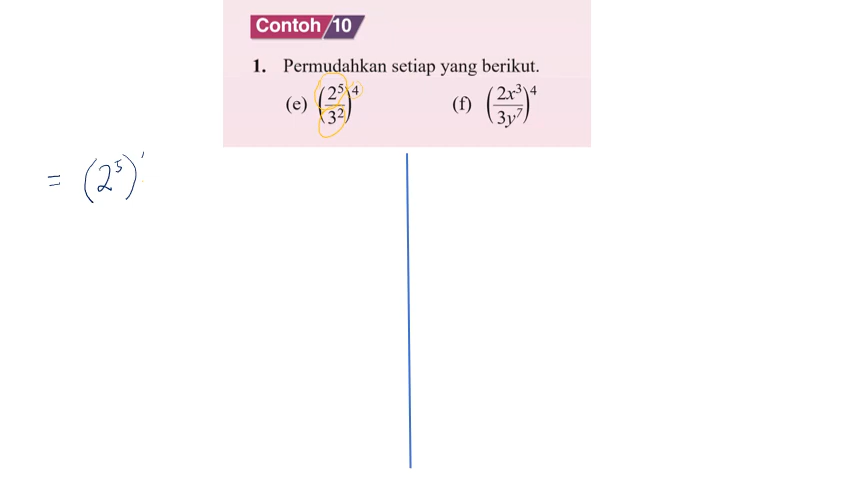 Contoh 10
1. Permudahkan setiap yang berikut.
(e) (2⁵/3²)⁴ (f) (2x³/3y⁷)⁴
= (2⁵)